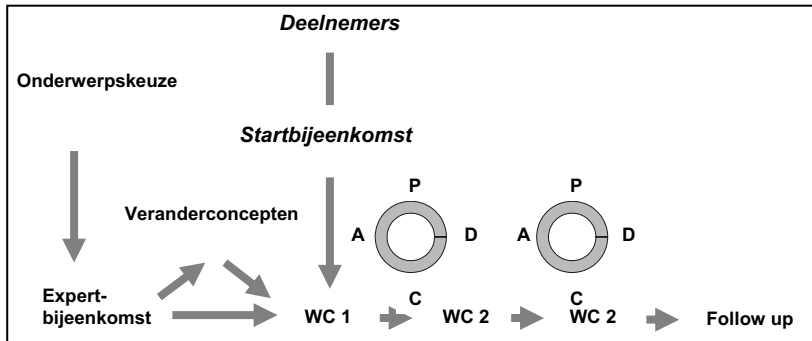 Deelnemers
Onderwerpskeuze
Startbijeenkomst
Veranderconcepten
P
A
D
C
P
A
D
C
Expert-
bijeenkomst
WC 1
WC 2
WC 2
Follow up